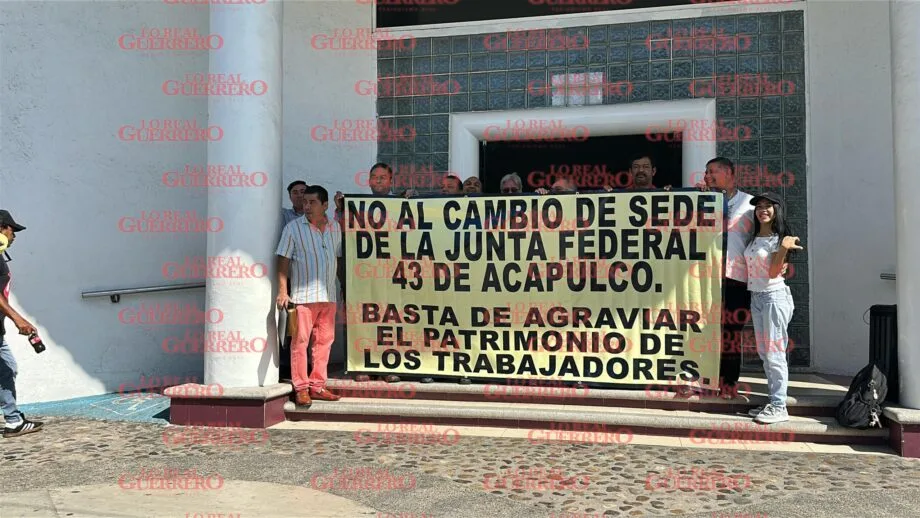 NO AL CAMBIO DE SEDE
DE LA JUNTA FEDERAL
43 DE ACAPULCO.
BASTA DE AGRAVIAR
EL PATRIMONIO DE
LOS TRABAJADORES.
LO REAL
GUERRERO